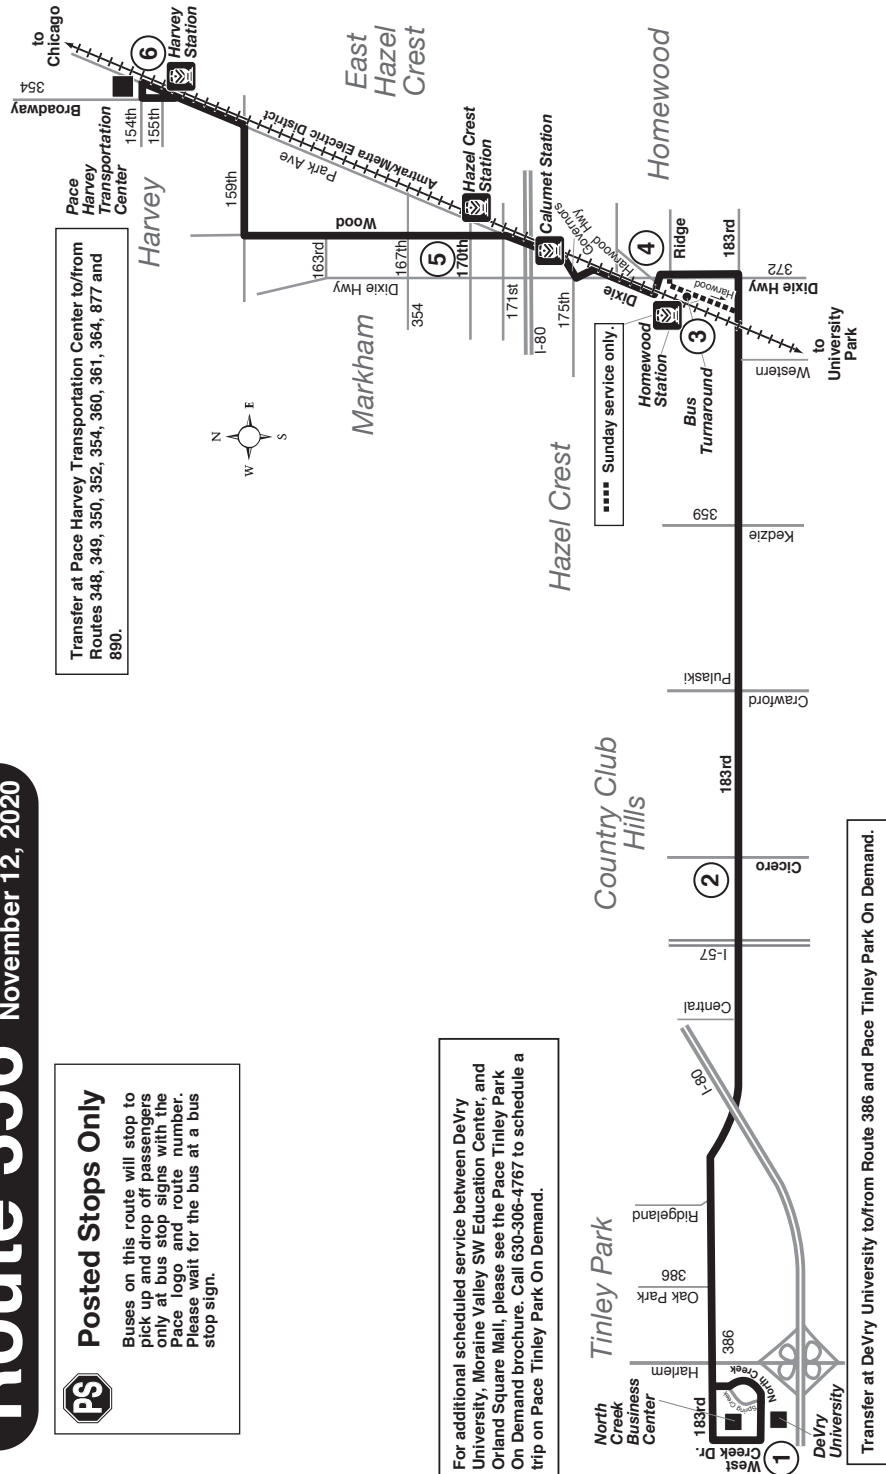 November 12, 2020
PS
Posted Stops Only
Buses on this route will stop to
pick up and drop off passengers
only at bus stop signs with the
Pace logo and route number.
Please wait for the bus at a bus
stop sign.
Transfer at Pace Harvey Transportation Center to/from
Routes 348, 349, 350, 352, 354, 360, 361, 364, 877 and
890.
For additional scheduled service between DeVry
University, Moraine Valley SW Education Center, and
Orland Square Mall, please see the Pace Tinley Park
On Demand brochure. Call 630-306-4767 to schedule a
trip on Pace Tinley Park On Demand.
Transfer at DeVry University to/from Route 386 and Pace Tinley Park On Demand.
N
E
S
W
Sunday service only.
to
Chicago
6
Harvey
Station
354
Broadway
154th
155th
Pace
Harvey
Transportation
Center
Harvey
East
Hazel
Crest
Homewood
Amtrak/Metra Electric District
Park Ave
159th
Wood
163rd
167th
5
170th
171st
Hazel Crest
Station
Calumet Station
Dixie Hwy
354
Markham
I-80
175th
Governors
Hwy
Harwood
Dixie
4
Ridge
183rd
372
Dixie Hwy
Harwood
Homewood
Station
3
Bus
Turnaround
to
University
Park
Western
Hazel Crest
359
Kedzie
Pulaski
Crawford
183rd
Country Club
Hills
2
Cicero
I-57
Central
I-80
Ridgeland
Tinley Park
386
Oak Park
386
Harlem
North Creek
Spring Creek
North
Creek
Business
Center
183rd
West
Creek Dr.
1
DeVry
University